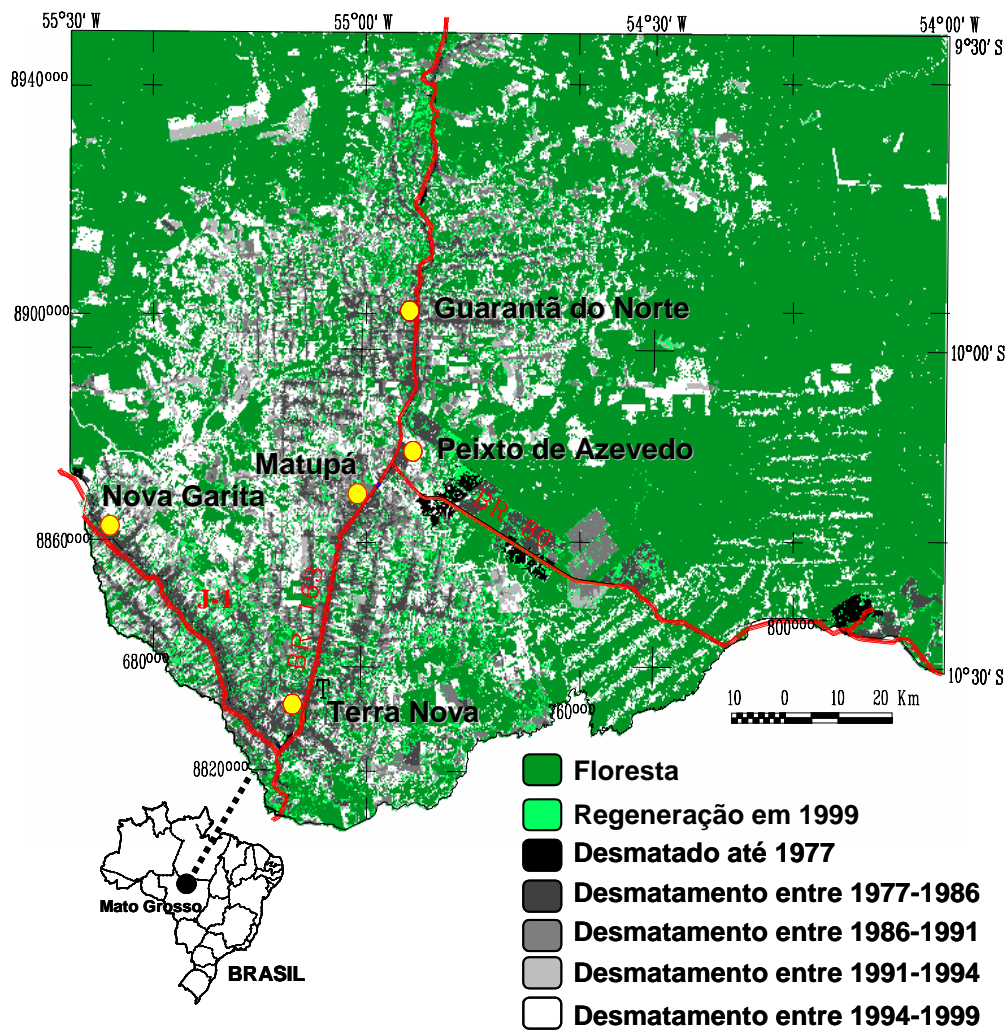 55°30' W
55°00' W
54°30' W
54°00' W
9°30' S
8940000
8900000
Guarantã do Norte
10°00' S
Peixto de Azevedo
Matupá
Nova Garita
BR 80
8860000
BR 163
J-1
800000
680000
10°30' S
T
Terra Nova
760000
10 0 20 Km
8820000
Floresta
Regeneração em 1999
Desmatado até 1977
Desmatamento entre 1977-1986
Desmatamento entre 1986-1991
Desmatamento entre 1991-1994
Desmatamento entre 1994-1999
Mato Grosso
BRASIL